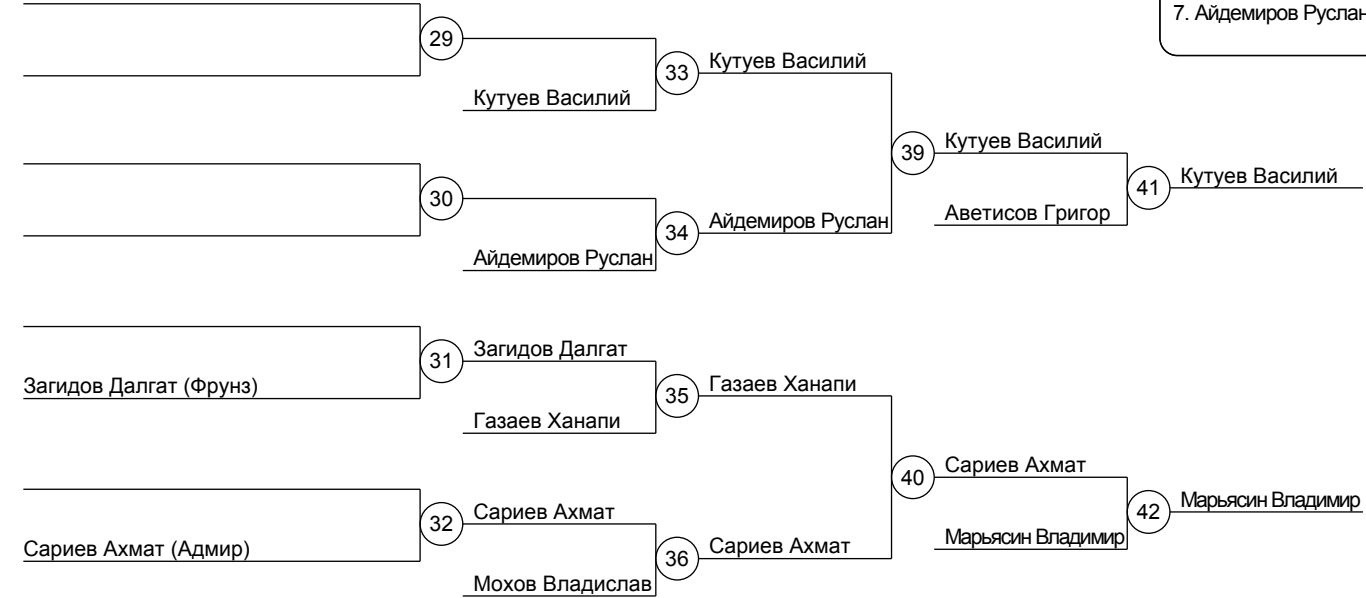 7. Айдемиров Руслан
29
Кутуев Василий
33
Кутуев Василий
39
Кутуев Василий
30
Айдемиров Руслан
34
Айдемиров Руслан
Аветисов Григор
41
Кутуев Василий
Загидов Далгат (Фрунз)
31
Загидов Далгат
Газаев Ханапи
35
Газаев Ханапи
40
Сариев Ахмат
Сариев Ахмат (Адмир)
32
Сариев Ахмат
Мохов Владислав
36
Сариев Ахмат
Марьясин Владимир
42
Марьясин Владимир